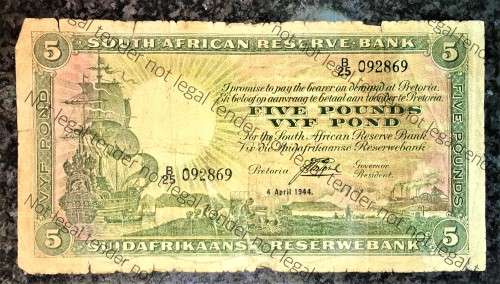 5 SOUTH AFRICAN RESERVE BANK 5
B/25 092869
I promise to pay the bearer on demand at Pretoria.
Ek beloof op aanvraag te betaal aan toonder te Pretoria.
FIVE POUNDS
VYF POND
for the South African Reserve Bank
Vir die Suidafrikaanse Reserwebank
B/25 092869
Pretoria Governor
President.
4 April 1944.
VYF POND
FIVE POUNDS
5 SUIDAFRIKAANSE RESERWEBANK 5
not legal tender not legal tender not legal tender